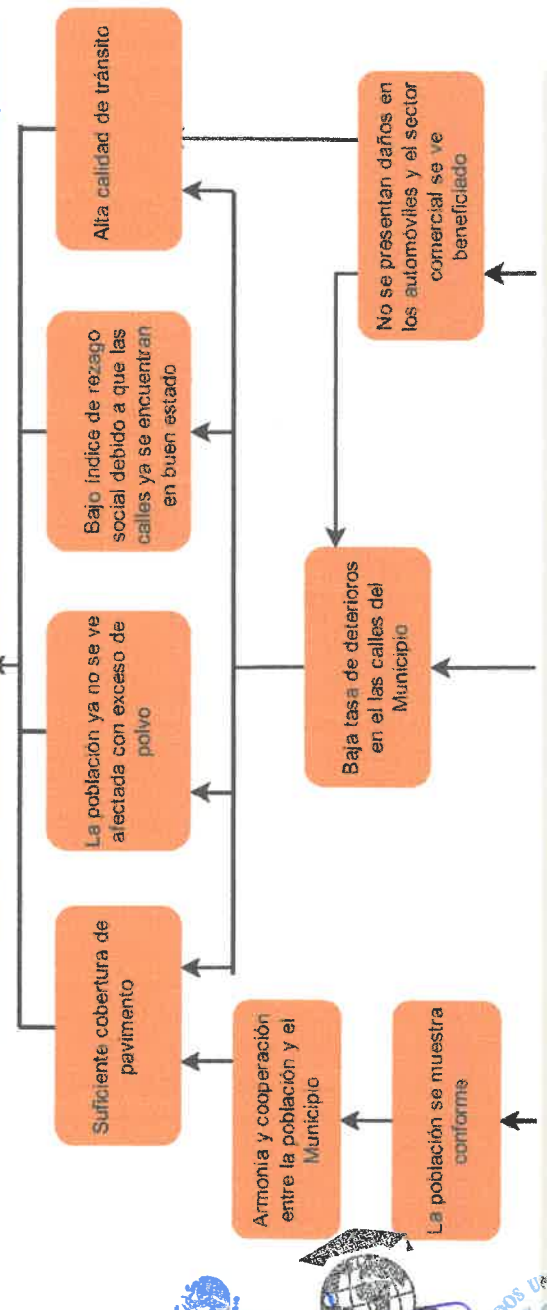 Suficiente cobertura de
pavimento
La población ya no se ve
afectada con exceso de
polvo
Bajo índice de rezago
social debido a que las
calles ya se encuentran
en buen estado
Alta calidad de tránsito
Armonia y cooperación
entre la población y el
Municipio
Baja tasa de deterioros
en el las calles del
Municipio
No se presentan daños en
los automóviles y el sector
comercial se ve
beneficiado
La población se muestra
conforme